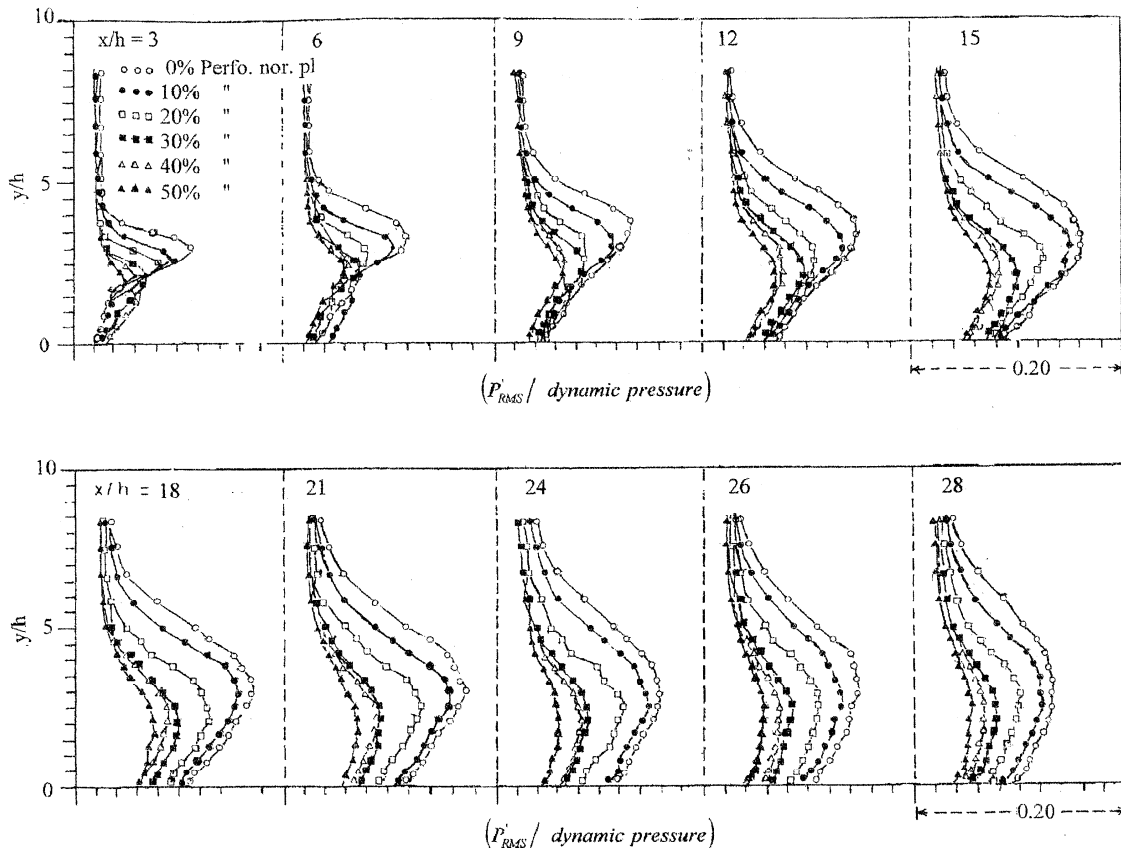 10
x/h = 3 6 9 12 15
0% Perfo. nor. pl
10% "
20% "
30% "
40% "
50% "
y/h
5
0
0.20
(P'RMS / dynamic pressure)
10
x/h = 18 21 24 26 28
y/h
5
0
0.20
(P'RMS / dynamic pressure)